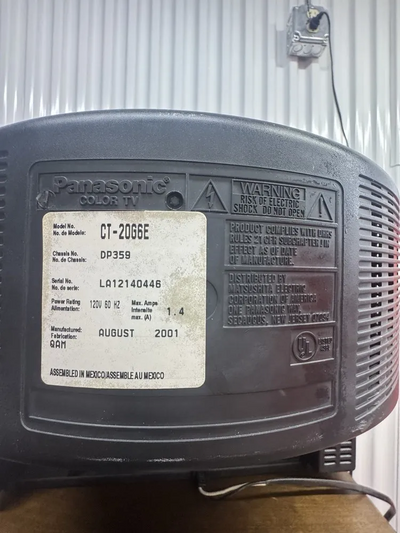 Panasonic
COLOR TV
WARNING
RISK OF ELECTRIC
SHOCK DO NOT OPEN
Model No.
No. de Modele:
CT-20G6E
Chassis No.
No. de Chassis:
DP359
Serial No.
No. de serie:
LA12140446
Power Rating
Alimentation:
120V 60 HZ
Max. Amps
Intensite
max. (A)
1.4
Manufactured:
Fabrication:
AUGUST 2001
QAM
ASSEMBLED IN MEXICO/ASSEMBLE AU MEXICO
PRODUCT COMPLIES WITH DHHS
RULES 21 CFR SUBCHAPTER J IN
EFFECT AS OF DATE
OF MANUFACTURE.
DISTRIBUTED BY
MATSUSHITA ELECTRIC
CORPORATION OF AMERICA
ONE PANASONIC WAY,
SECAUCUS, NEW JERSEY 07094
UL